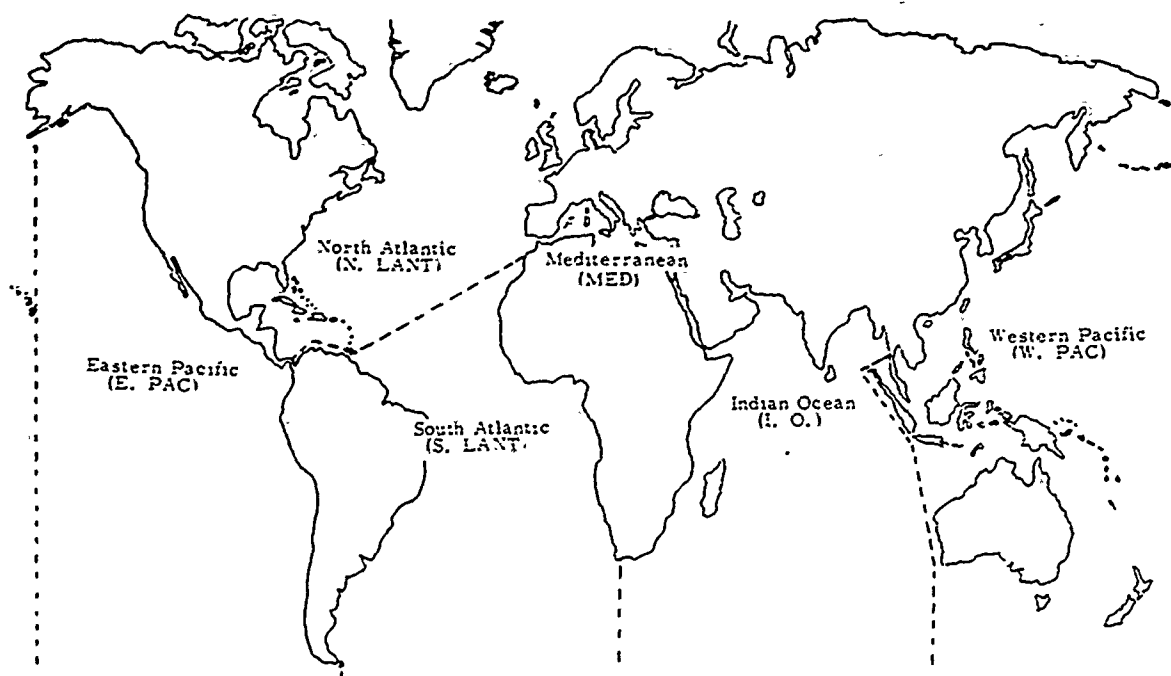 North Atlantic
(N. LANT)
Mediterranean
(MED)
Eastern Pacific
(E. PAC)
Western Pacific
(W. PAC)
South Atlantic
(S. LANT)
Indian Ocean
(I. O.)